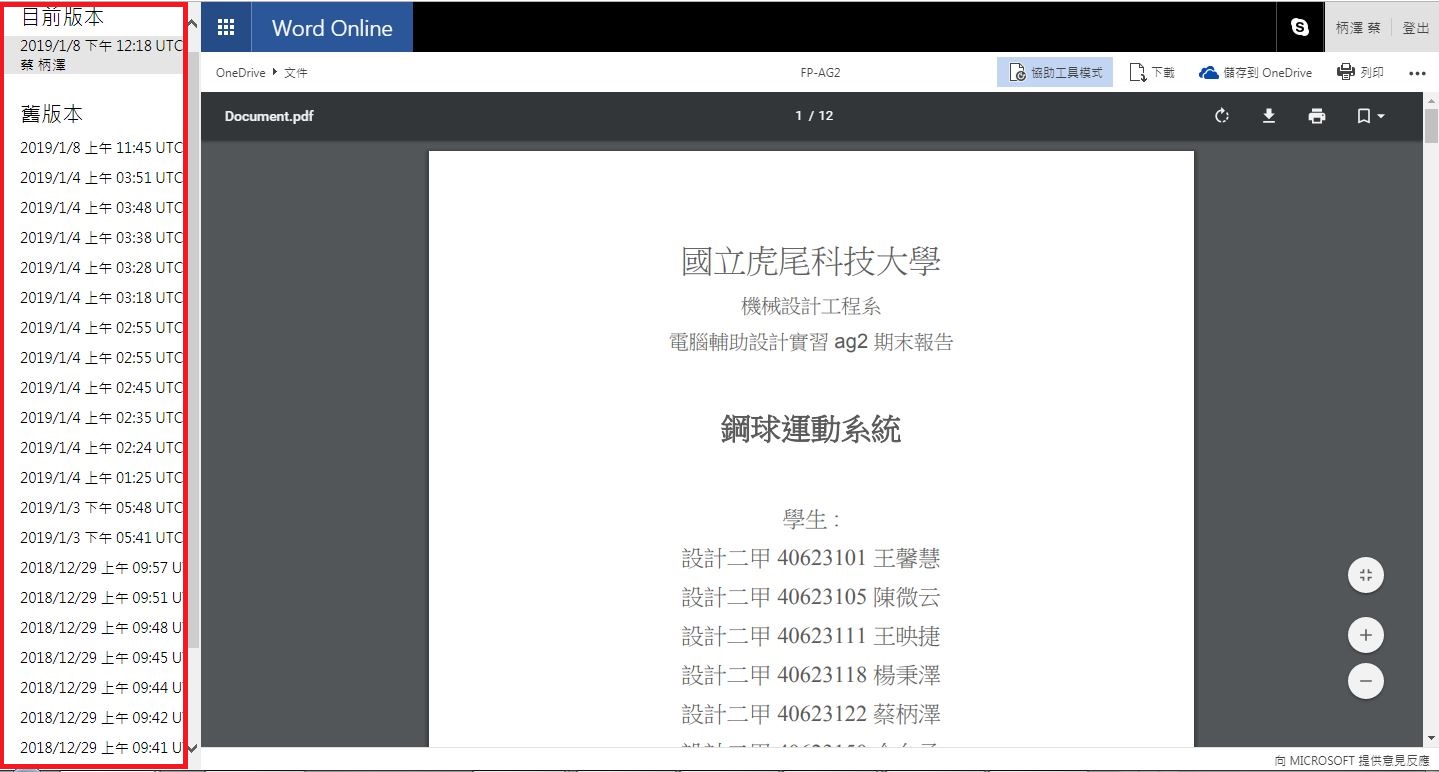 目前版本
2019/1/8 下午 12:18 UTC
蔡 柄澤
舊版本
2019/1/8 上午 11:45 UTC
2019/1/4 上午 03:51 UTC
2019/1/4 上午 03:48 UTC
2019/1/4 上午 03:38 UTC
2019/1/4 上午 03:28 UTC
2019/1/4 上午 03:18 UTC
2019/1/4 上午 02:55 UTC
2019/1/4 上午 02:55 UTC
2019/1/4 上午 02:45 UTC
2019/1/4 上午 02:35 UTC
2019/1/4 上午 02:24 UTC
2019/1/4 上午 01:25 UTC
2019/1/3 下午 05:48 UTC
2019/1/3 下午 05:41 UTC
2018/12/29 上午 09:57 U
2018/12/29 上午 09:51 U
2018/12/29 上午 09:48 U
2018/12/29 上午 09:45 U
2018/12/29 上午 09:44 U
2018/12/29 上午 09:42 U
2018/12/29 上午 09:41 U
Word Online
柄澤 蔡 登出
OneDrive 文件
FP-AG2
協助工具模式 下載 儲存到 OneDrive 列印
Document.pdf
1 / 12
國立虎尾科技大學
機械設計工程系
電腦輔助設計實習 ag2 期末報告
鋼球運動系統
學生 :
設計二甲 40623101 王馨慧
設計二甲 40623105 陳微云
設計二甲 40623111 王映捷
設計二甲 40623118 楊秉澤
設計二甲 40623122 蔡柄澤
向 MICROSOFT 提供意見反應